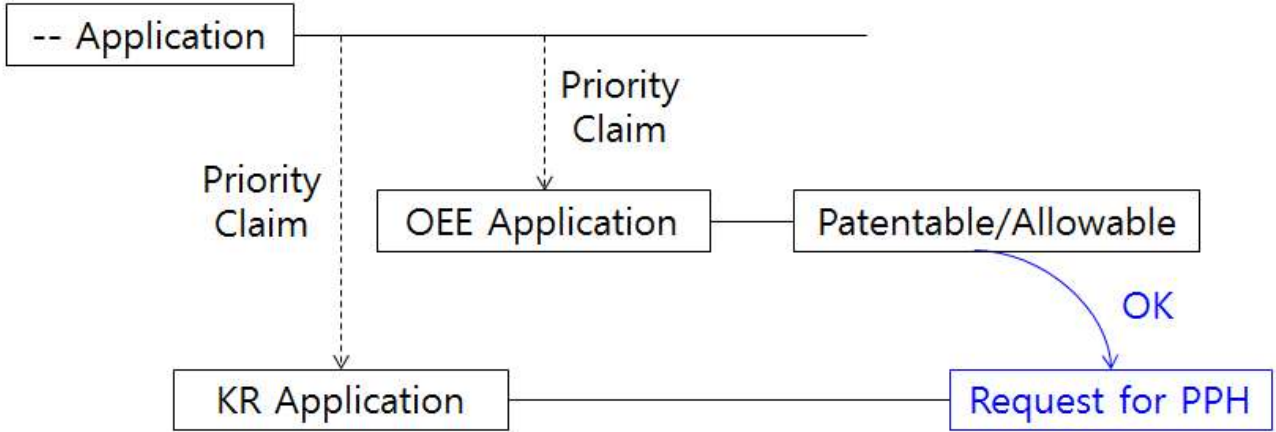 -- Application
Priority
Claim
Priority
Claim
OEE Application
Patentable/Allowable
OK
KR Application
Request for PPH